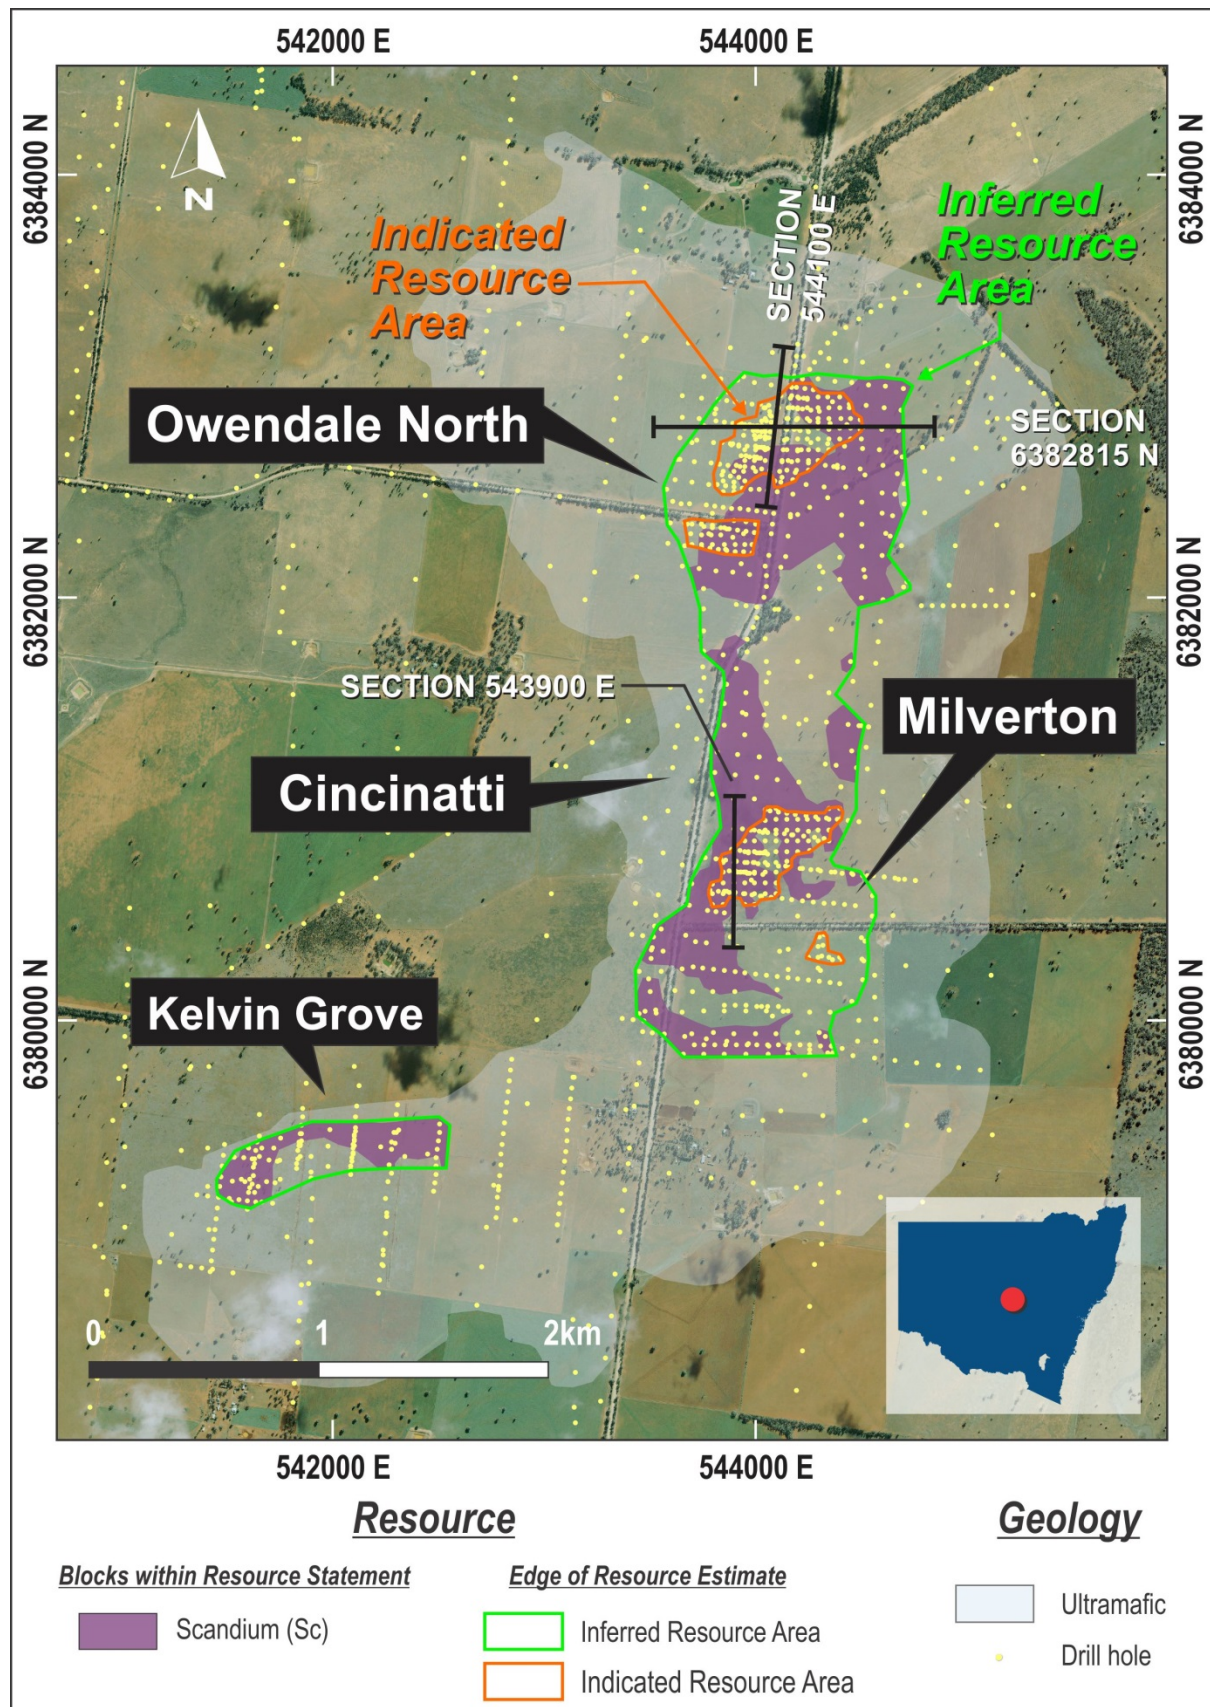 542000 E
544000 E
6384000 N
6384000 N
N
Indicated
Resource
Area
SECTION
544100 E
Inferred
Resource
Area
Owendale North
SECTION
6382815 N
6382000 N
6382000 N
SECTION 543900 E
Milverton
Cincinatti
Kelvin Grove
6380000 N
6380000 N
0
1
2km
542000 E
544000 E
Resource
Geology
Blocks within Resource Statement
Edge of Resource Estimate
Scandium (Sc)
Inferred Resource Area
Indicated Resource Area
Ultramafic
Drill hole